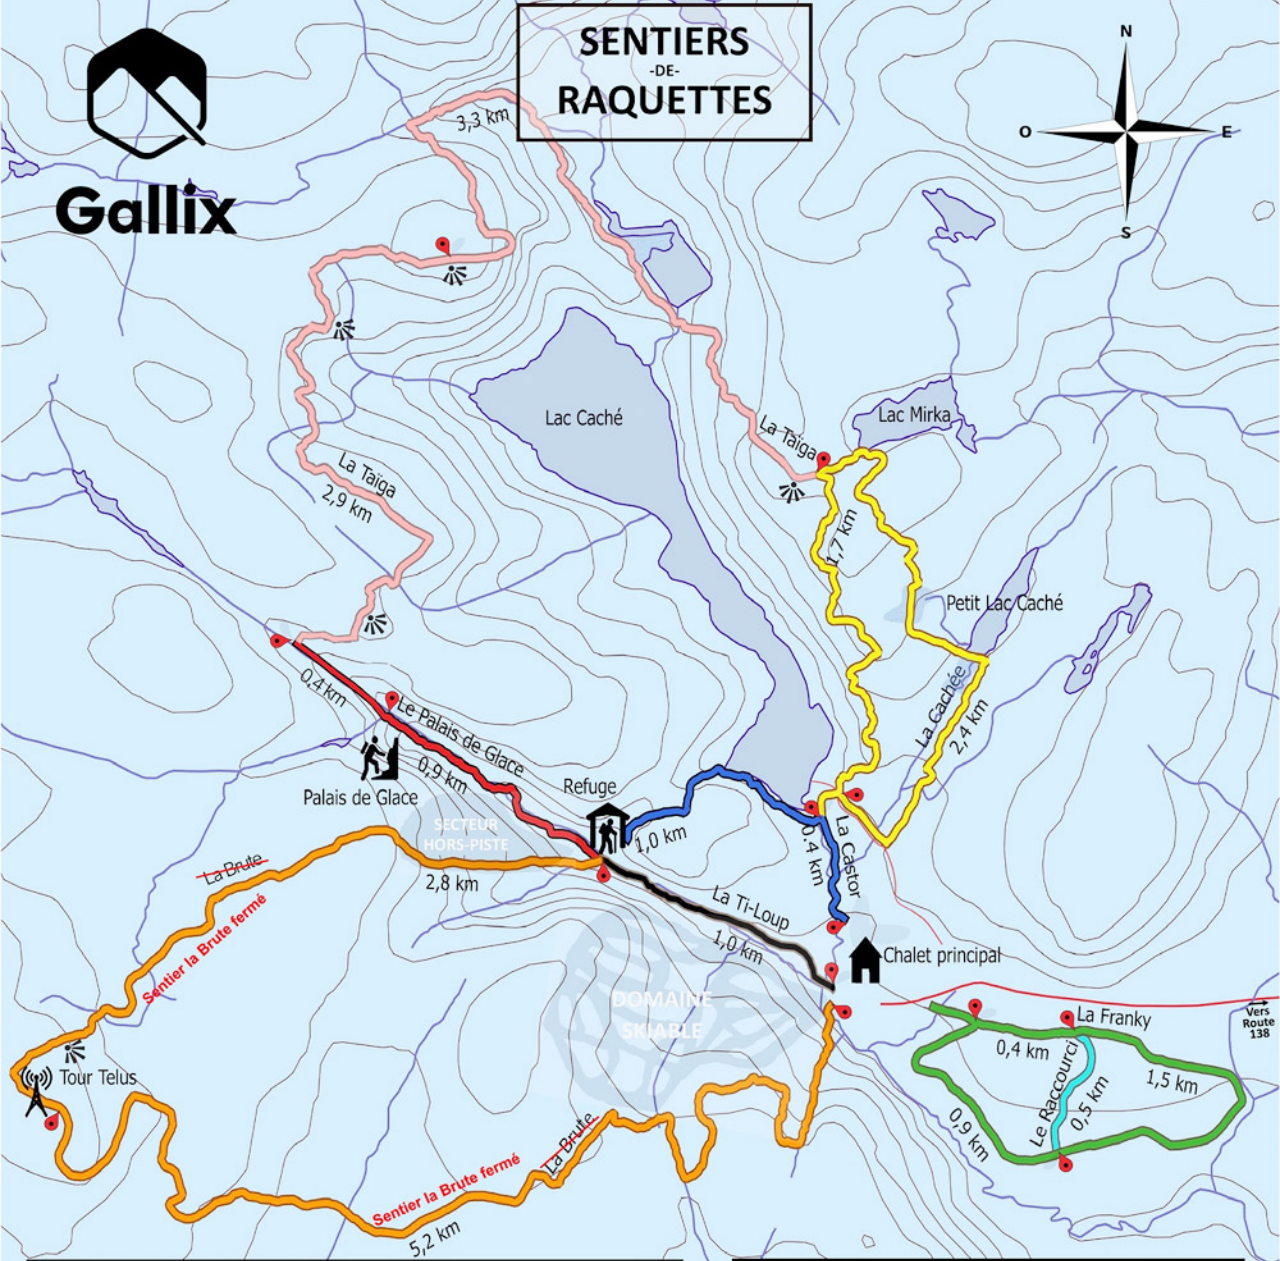 SENTIERS
-DE-
RAQUETTES
N
O
E
S
Gallix
3,3 km
Lac Caché
Lac Mirka
La Taïga
La Taïga
2,9 km
1,7 km
Petit Lac Caché
La Cachée
2,4 km
0.4 km
Le Palais de Glace
0,9 km
Palais de Glace
Refuge
1,0 km
0.4 km
La Castor
SECTEUR
HORS-PISTE
La Brute
2,8 km
Sentier la Brute fermé
La Ti-Loup
1,0 km
Chalet principal
DOMAINE
SKIABLE
Vers
Route
138
La Franky
0,4 km
1,5 km
Le Raccourci
0,5 km
0.9 km
Tour Telus
La Brute
Sentier la Brute fermé
5,2 km